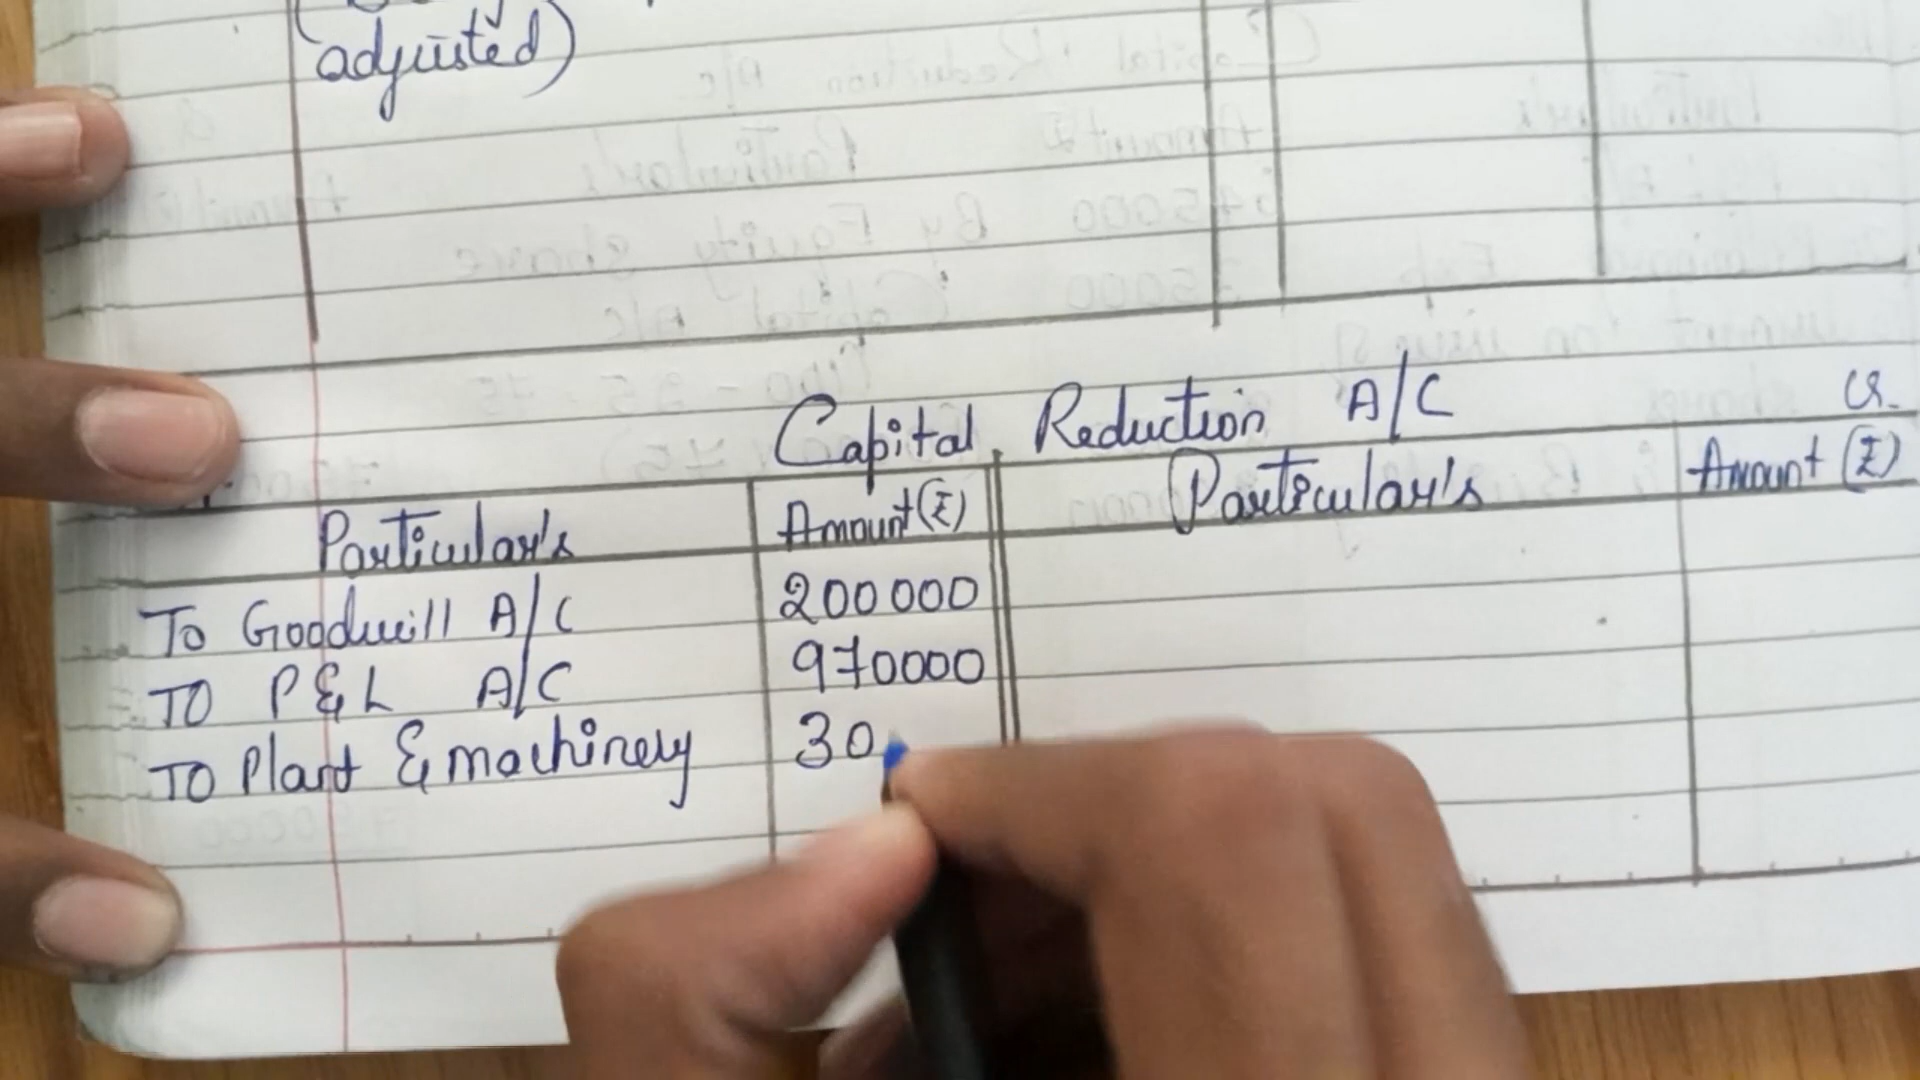 adjusted)
Capital Reduction A/C
Cr.
Particular's Amount (₹) Particular's Amount (₹)
To Goodwill A/C 200000
TO P & L A/C 970000
TO Plant & machinery 30